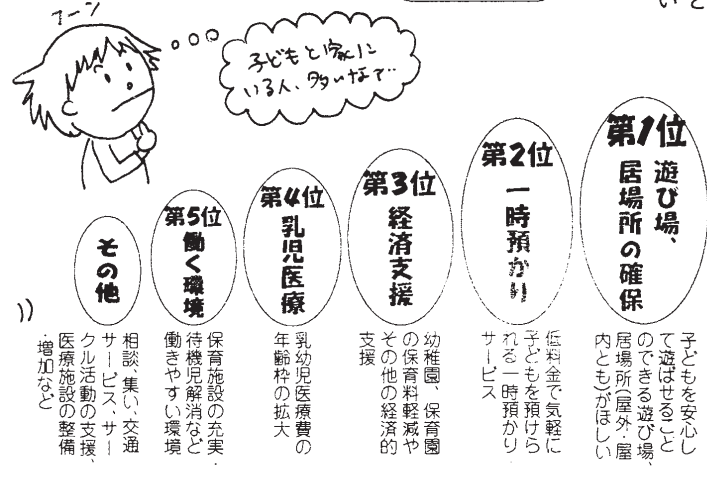 フーン
子どもと家に
いる人、多いなで‥
第1位
遊び場、
居場所の確保
子どもを安心し
て遊ばせること
のできる遊び場、
居場所(屋外・屋
内とも)がほしい
第2位
一時預かり
低料金で気軽に
子どもを預けら
れる一時預かり
サービス
第3位
経済支援
幼稚園、保育園
の保育料軽減や
その他の経済的
支援
第4位
乳児医療
乳幼児医療費の
年齢枠の拡大
第5位
働く環境
保育施設の充実・
待機児解消など
働きやすい環境
その他
相談、集い、交通
サービス、サー
クル活動の支援、
医療施設の整備
・増加など